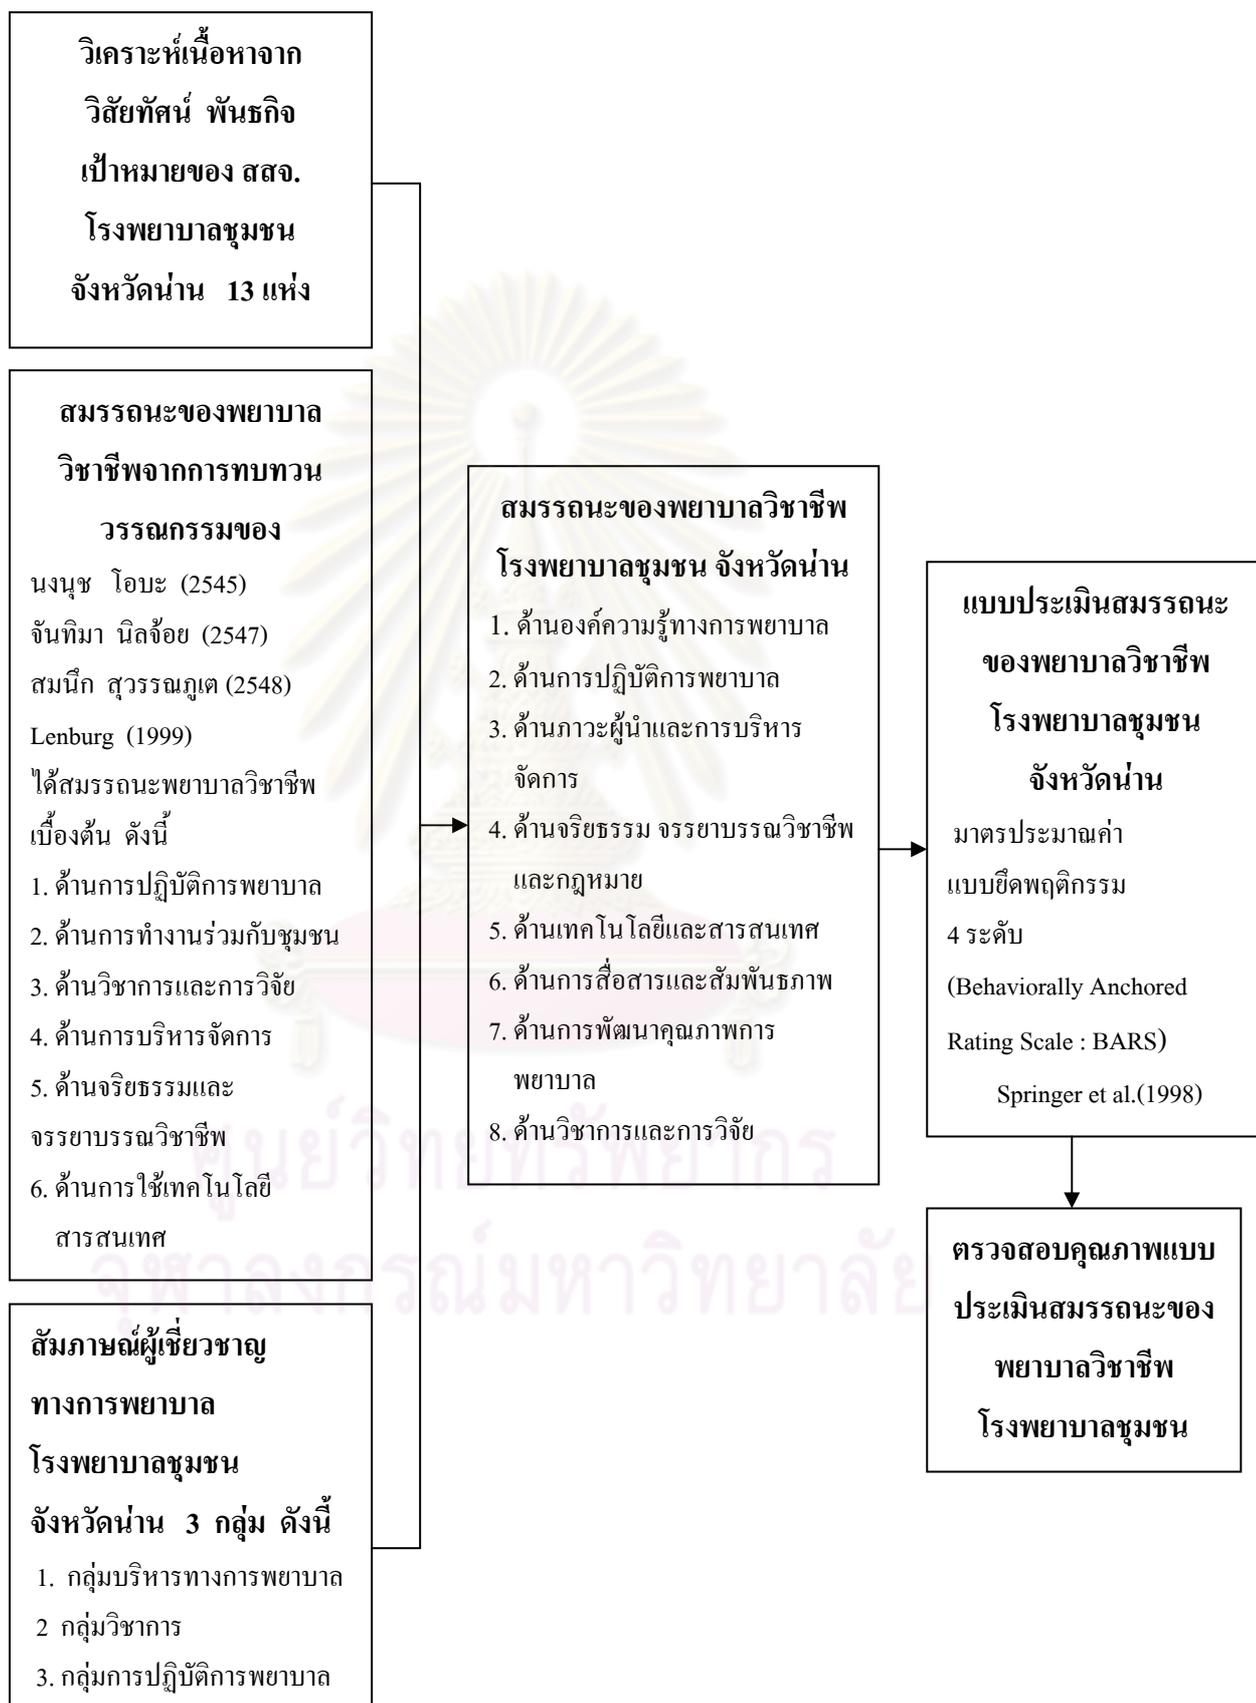 วิเคราะห์เนื้อหาจาก
วิสัยทัศน์ พันธกิจ
เป้าหมายของ สสจ.
โรงพยาบาลชุมชน
จังหวัดน่าน 13 แห่ง
สมรรถนะของพยาบาล
วิชาชีพจากการทบทวน
วรรณกรรมของ
นงนุช โอบะ (2545)
จันทิมา นิลจ้อย (2547)
สมนึก สุวรรณภูเต (2548)
Lenburg (1999)
ได้สมรรถนะพยาบาลวิชาชีพ
เบื้องต้น ดังนี้
1. ด้านการปฏิบัติการพยาบาล
2. ด้านการทำงานร่วมกับชุมชน
3. ด้านวิชาการและการวิจัย
4. ด้านการบริหารจัดการ
5. ด้านจริยธรรมและ
จรรยาบรรณวิชาชีพ
6. ด้านการใช้เทคโนโลยี
สารสนเทศ
สัมภาษณ์ผู้เชี่ยวชาญ
ทางการพยาบาล
โรงพยาบาลชุมชน
จังหวัดน่าน 3 กลุ่ม ดังนี้
1. กลุ่มบริหารทางการพยาบาล
2 กลุ่มวิชาการ
3. กลุ่มการปฏิบัติการพยาบาล
สมรรถนะของพยาบาลวิชาชีพ
โรงพยาบาลชุมชน จังหวัดน่าน
1. ด้านองค์ความรู้ทางการพยาบาล
2. ด้านการปฏิบัติการพยาบาล
3. ด้านภาวะผู้นำและการบริหาร
จัดการ
4. ด้านจริยธรรม จรรยาบรรณวิชาชีพ
และกฎหมาย
5. ด้านเทคโนโลยีและสารสนเทศ
6. ด้านการสื่อสารและสัมพันธภาพ
7. ด้านการพัฒนาคุณภาพการ
พยาบาล
8. ด้านวิชาการและการวิจัย
แบบประเมินสมรรถนะ
ของพยาบาลวิชาชีพ
โรงพยาบาลชุมชน
จังหวัดน่าน
มาตรประมาณค่า
แบบยึดพฤติกรรม
4 ระดับ
(Behaviorally Anchored
Rating Scale : BARS)
Springer et al.(1998)
ตรวจสอบคุณภาพแบบ
ประเมินสมรรถนะของ
พยาบาลวิชาชีพ
โรงพยาบาลชุมชน
ศูนย์วิทยทรัพยากร
จุฬาลงกรณ์มหาวิทยาลัย